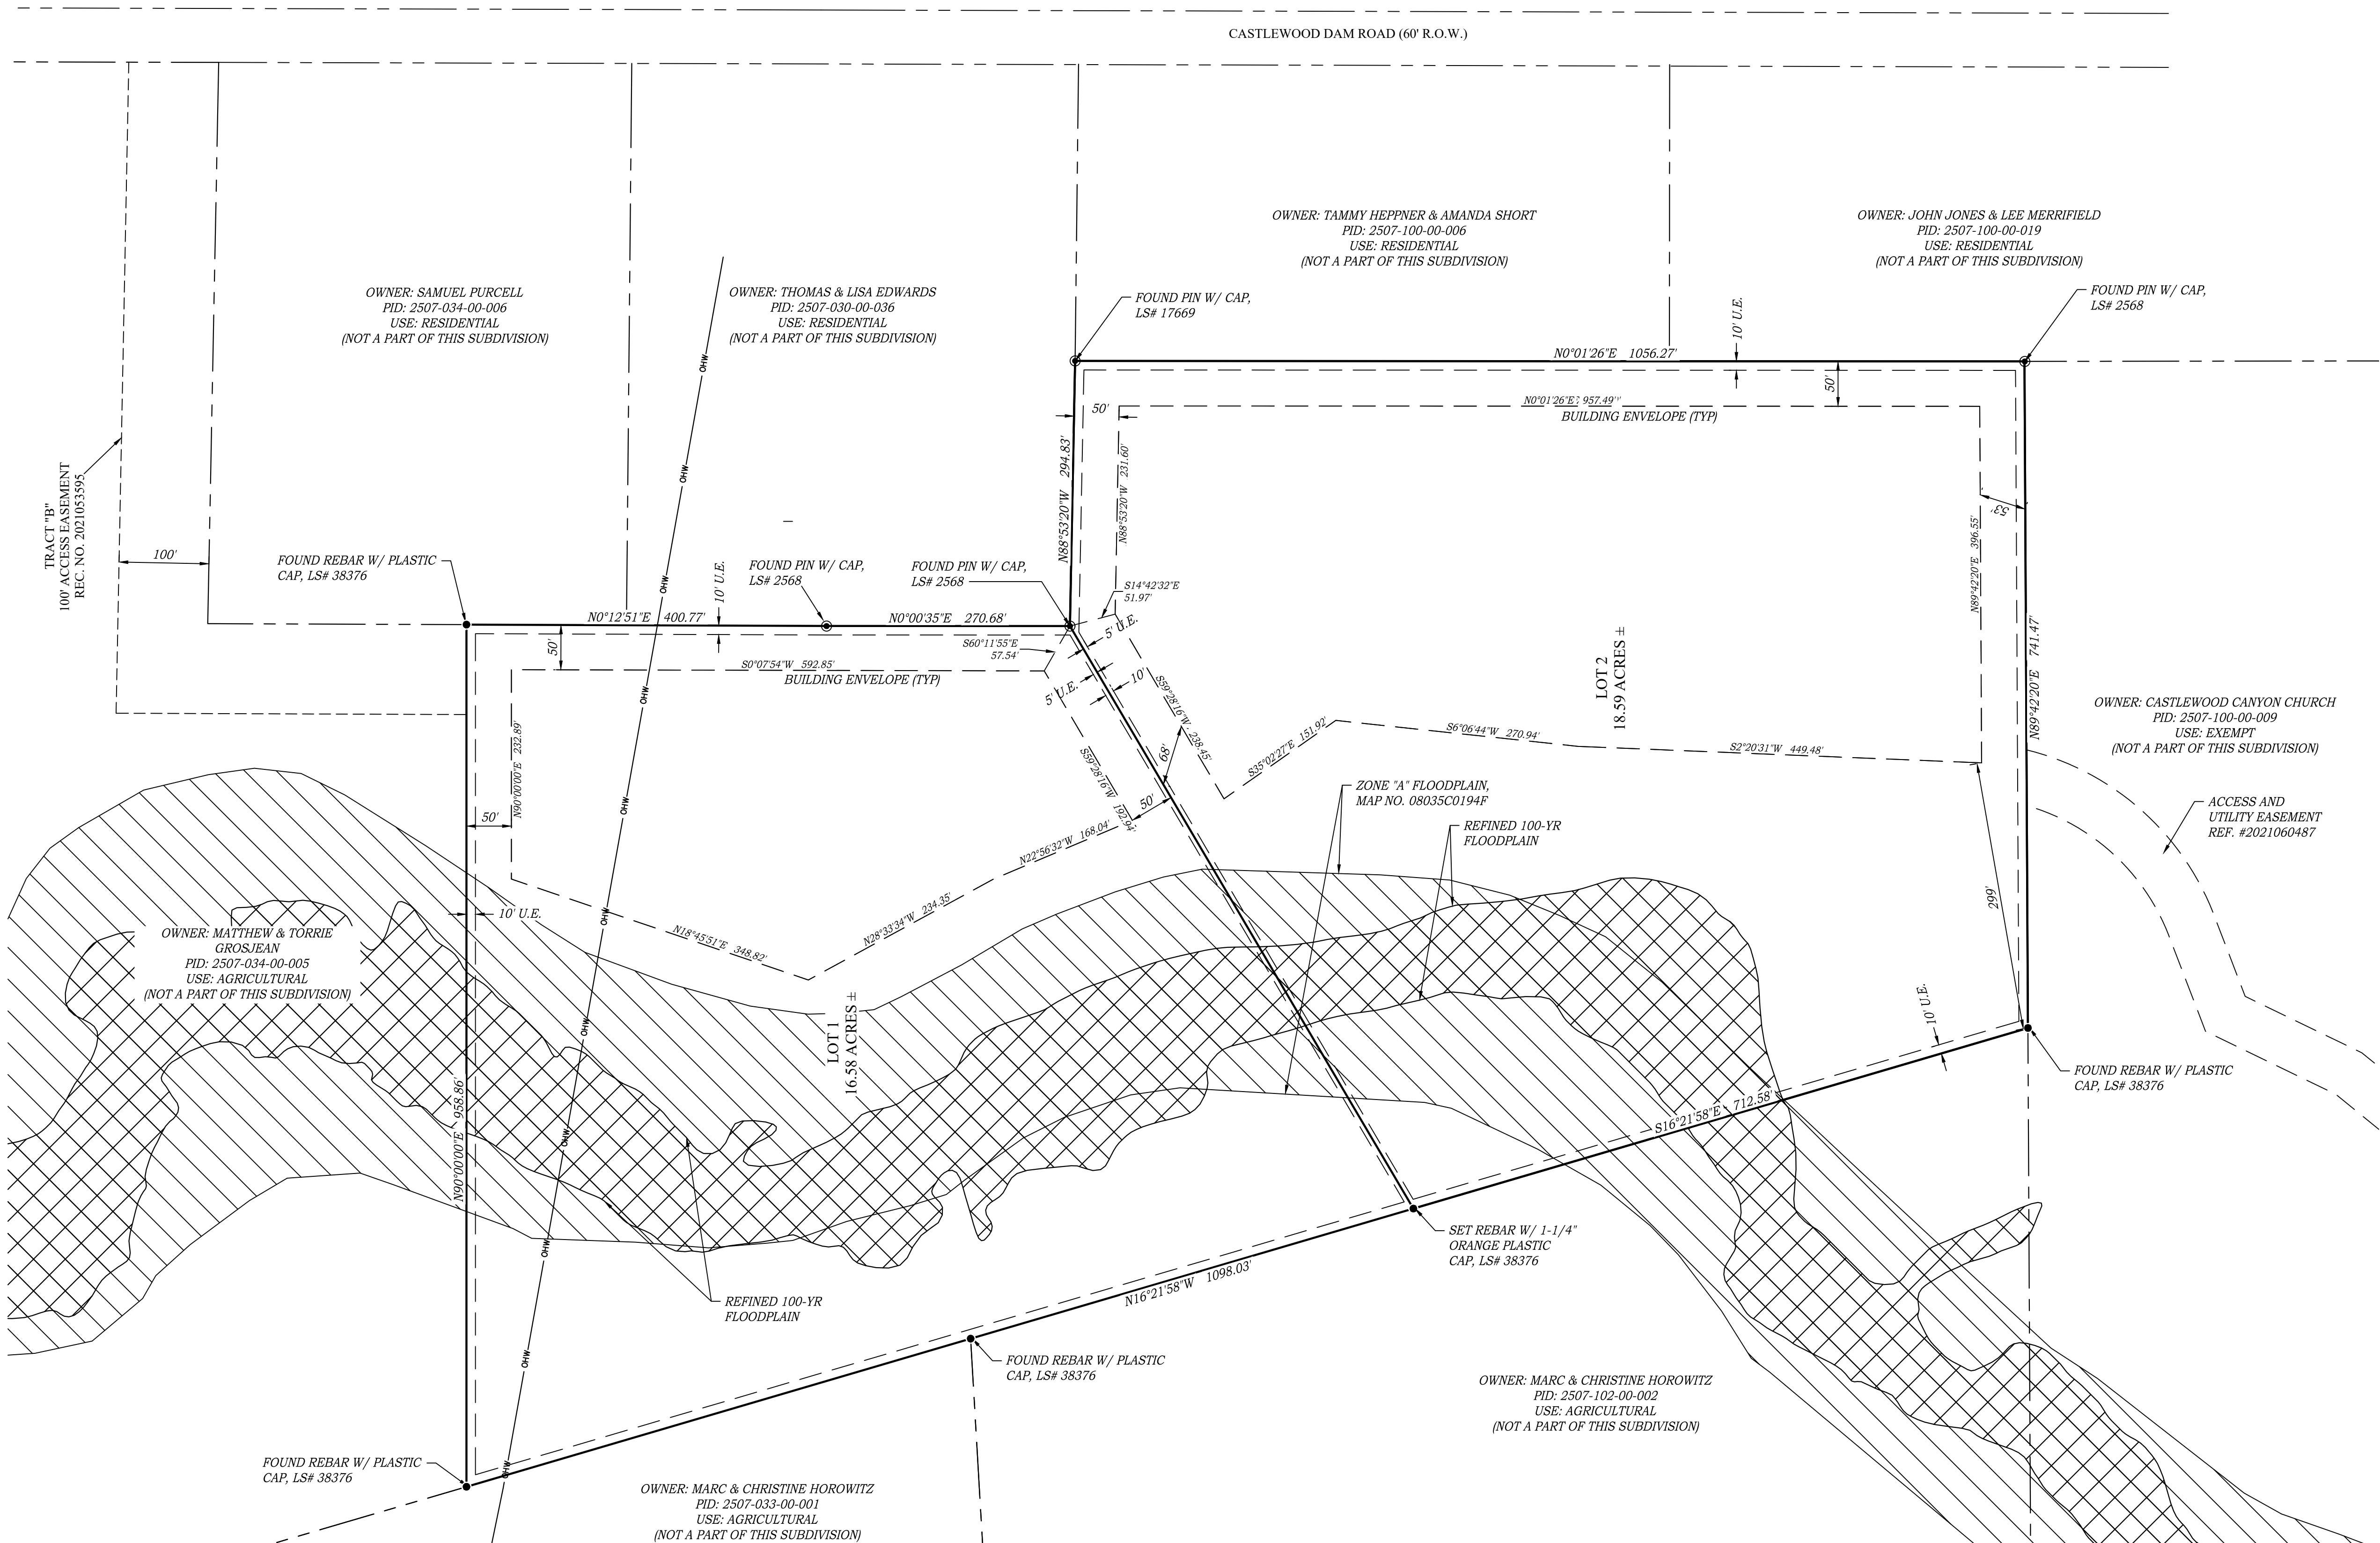 CASTLEWOOD DAM ROAD (60' R.O.W.)
OWNER: TAMMY HEPPNER & AMANDA SHORT
PID: 2507-100-00-006
USE: RESIDENTIAL
(NOT A PART OF THIS SUBDIVISION)
OWNER: JOHN JONES & LEE MERRIFIELD
PID: 2507-100-00-019
USE: RESIDENTIAL
(NOT A PART OF THIS SUBDIVISION)
OWNER: SAMUEL PURCELL
PID: 2507-034-00-006
USE: RESIDENTIAL
(NOT A PART OF THIS SUBDIVISION)
OWNER: THOMAS & LISA EDWARDS
PID: 2507-030-00-036
USE: RESIDENTIAL
(NOT A PART OF THIS SUBDIVISION)
FOUND PIN W/ CAP,
LS# 17669
FOUND PIN W/ CAP,
LS# 2568
10' U.E.
N0°01'26"E 1056.27'
50'
N0°01'26"E 957.49'
BUILDING ENVELOPE (TYP)
50'
N88°53'20"W 294.83'
N88°53'20"W 231.60'
OHW
OHW
OHW
OHW
OHW
OHW
OHW
OHW
OHW
OHW
OHW
TRACT "B"
100' ACCESS EASEMENT
REC. NO. 2021053595
100'
FOUND REBAR W/ PLASTIC
CAP, LS# 38376
FOUND PIN W/ CAP,
LS# 2568
FOUND PIN W/ CAP,
LS# 2568
10' U.E.
N0°12'51"E 400.77'
N0°00'35"E 270.68'
50'
S0°07'54"W 592.85'
BUILDING ENVELOPE (TYP)
S60°11'55"E
57.54'
S14°42'32"E
51.97'
5' U.E.
5' U.E.
10'
S59°28'16"W 238.45'
S59°28'16"W 192.94'
68'
50'
S35°02'27"E 151.92'
S6°06'44"W 270.94'
S2°20'31"W 449.48'
LOT 2
18.59 ACRES ±
53'
N89°42'20"E 396.55'
N89°42'20"E 741.47'
299'
OWNER: CASTLEWOOD CANYON CHURCH
PID: 2507-100-00-009
USE: EXEMPT
(NOT A PART OF THIS SUBDIVISION)
ACCESS AND
UTILITY EASEMENT
REF. #2021060487
ZONE "A" FLOODPLAIN,
MAP NO. 08035C0194F
REFINED 100-YR
FLOODPLAIN
N90°00'00"E 232.89'
50'
10' U.E.
N18°45'51"E 348.82'
N28°33'34"W 234.35'
N22°56'32"W 168.04'
OWNER: MATTHEW & TORRIE
GROSJEAN
PID: 2507-034-00-005
USE: AGRICULTURAL
(NOT A PART OF THIS SUBDIVISION)
LOT 1
16.58 ACRES ±
N90°00'00"E 958.86'
10' U.E.
FOUND REBAR W/ PLASTIC
CAP, LS# 38376
S16°21'58"E 712.58'
SET REBAR W/ 1-1/4"
ORANGE PLASTIC
CAP, LS# 38376
N16°21'58"W 1098.03'
REFINED 100-YR
FLOODPLAIN
FOUND REBAR W/ PLASTIC
CAP, LS# 38376
OWNER: MARC & CHRISTINE HOROWITZ
PID: 2507-102-00-002
USE: AGRICULTURAL
(NOT A PART OF THIS SUBDIVISION)
FOUND REBAR W/ PLASTIC
CAP, LS# 38376
OWNER: MARC & CHRISTINE HOROWITZ
PID: 2507-033-00-001
USE: AGRICULTURAL
(NOT A PART OF THIS SUBDIVISION)